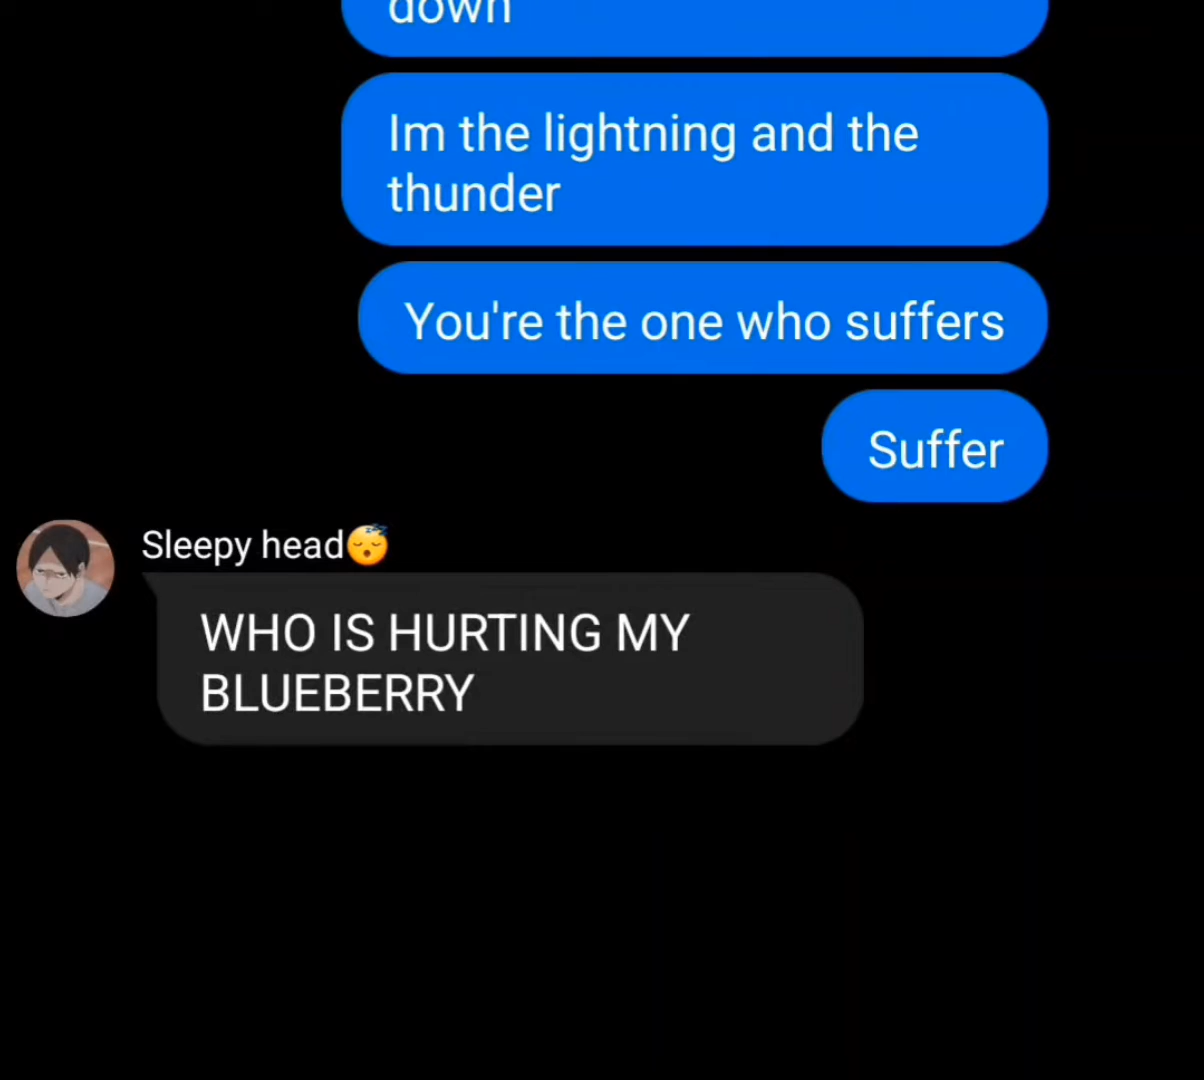 down
Im the lightning and the
thunder
You're the one who suffers
Suffer
Sleepy head😴
WHO IS HURTING MY
BLUEBERRY